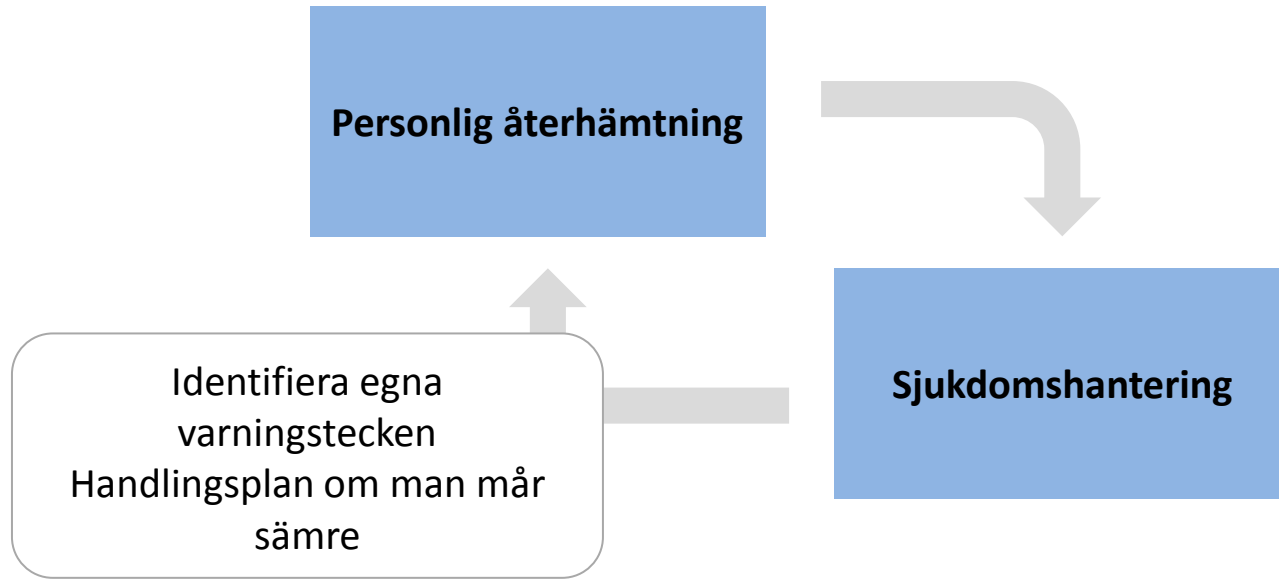 Personlig återhämtning
Sjukdomshantering
Identifiera egna
varningstecken
Handlingsplan om man mår
sämre